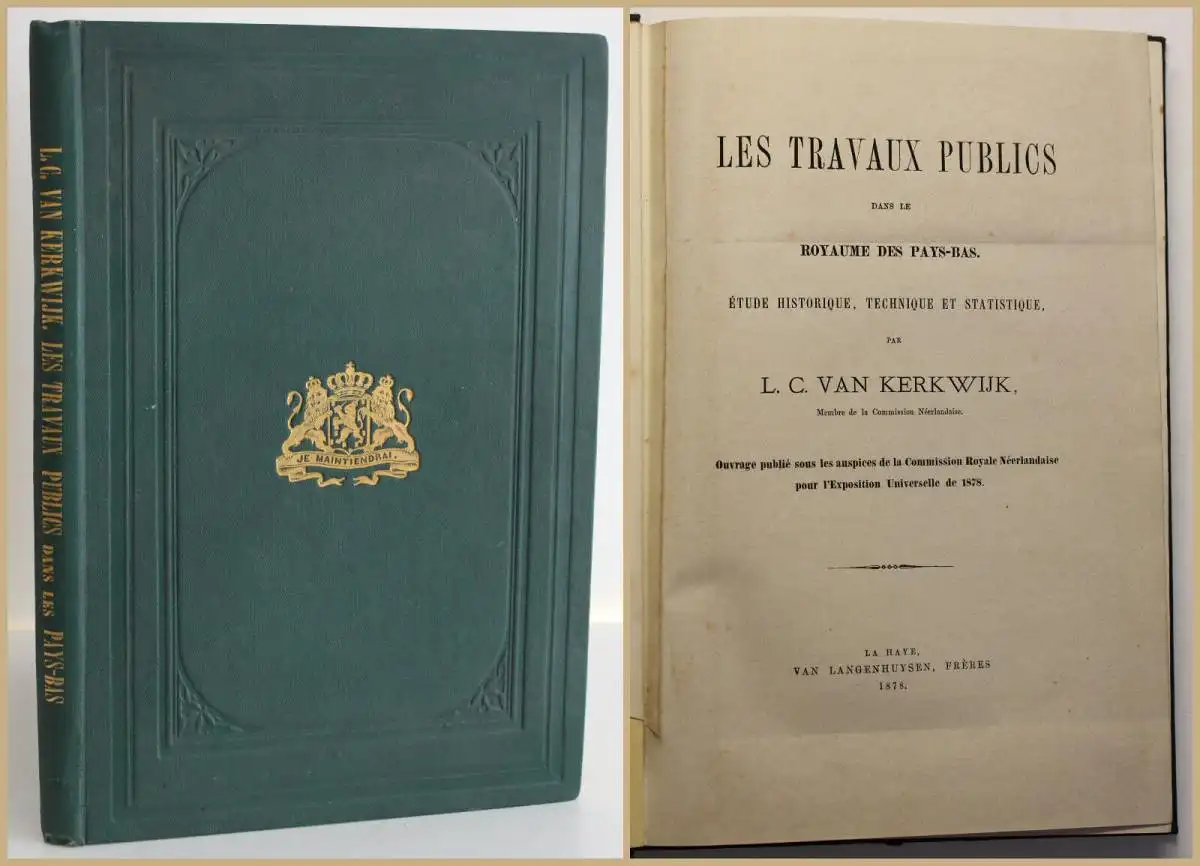 L. C. VAN KERKWIJK. LES TRAVAUX PUBLICS DANS LES PAYS-BAS
JE MAINTIENDRAI.
LES TRAVAUX PUBLICS
DANS LE
ROYAUME DES PAYS-BAS.
ÉTUDE HISTORIQUE, TECHNIQUE ET STATISTIQUE,
PAR
L. C. VAN KERKWIJK,
Membre de la Commission Néerlandaise.
Ouvrage publié sous les auspices de la Commission Royale Néerlandaise
pour l'Exposition Universelle de 1878.
LA HAYE,
VAN LANGENHUYSEN, FRÈRES
1878.